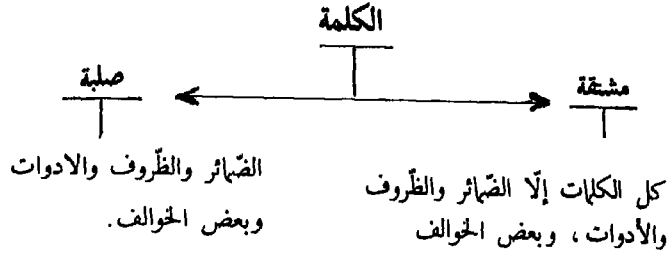 الكلمة
مشتقة
صلبة
كل الكلمات إلّا الضّمائر والظّروف
والأدوات ، وبعض الخوالف
الضّمائر والظّروف والادوات
وبعض الخوالف .